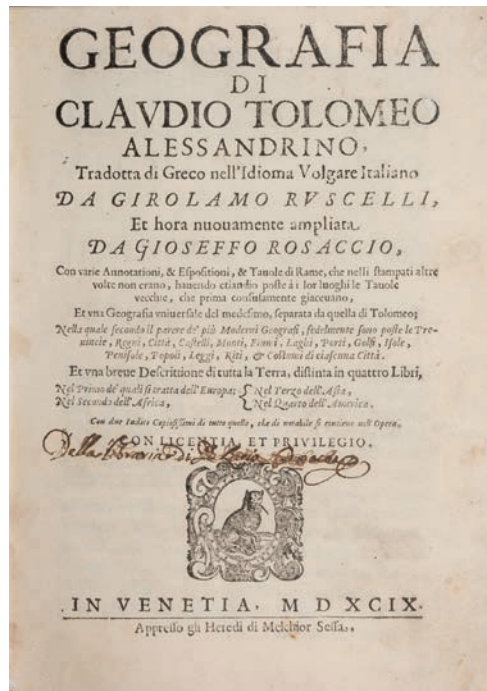 GEOGRAFIA
DI
CLAVDIO TOLOMEO
ALESSANDRINO,
Tradotta di Greco nell'Idioma Volgare Italiano
DA GIROLAMO RVSCELLI,
Et hora nuouamente ampliata
DA GIOSEFFO ROSACCIO,
Con varie Annotationi, & Espositioni, & Tauole di Rame, che nelli stampati altre
volte non erano, hauendo etiandio poste à i lor luoghi le Tauole
vecchie, che prima confusamente giaceuano,
Et vna Geografia vniuersale del medesimo, separata da quella di Tolomeo;
Nella quale secondo il parere de' più Moderni Geografi, fedelmente sono poste le Pro-
uincie, Regni, Città, Castelli, Monti, Fiumi, Laghi, Porti, Golfi, Isole,
Penisole, Popoli, Leggi, Riti, & Costumi di ciascuna Città.
Et vna breue Descrittione di tutta la Terra, distinta in quattro Libri,
Nel Primo de' quali si tratta dell'Europa; Nel Terzo dell'Asia,
Nel Secondo dell'Africa, Nel Quarto dell'America.
Con due Indici Copiosissimi di tutto quello, che di notabile si contiene nell'Opera.
CON LICENTIA, ET PRIVILEGIO.
Della libraria di
IN VENETIA, M D XCIX.
Appresso gli Heredi di Melchior Sessa.